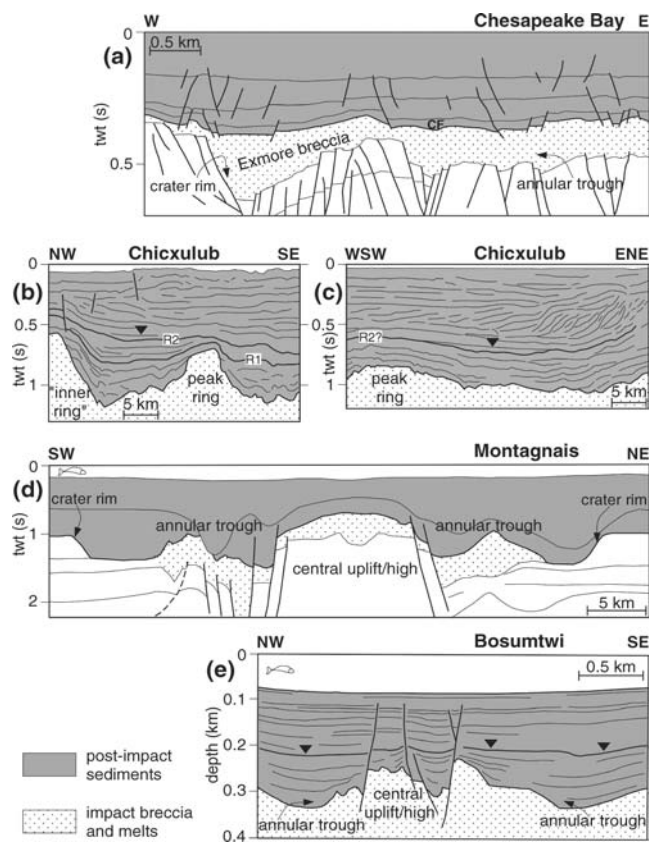 W Chesapeake Bay E
0.5 km
(a)
twt (s)
0
0.5
CF
Exmore breccia
crater rim
annular trough
NW Chicxulub SE
(b)
twt (s)
0
0.5
1
R2
R1
"inner
ring"
5 km
peak
ring
WSW Chicxulub ENE
(c)
twt (s)
0
0.5
1
R2?
peak
ring
5 km
SW Montagnais NE
(d)
twt (s)
0
1
2
crater rim
annular trough
annular trough
crater rim
central uplift/high
5 km
NW Bosumtwi SE
(e)
0.5 km
depth (km)
0
0.1
0.2
0.3
0.4
central
uplift/high
annular trough
annular trough
post-impact
sediments
impact breccia
and melts